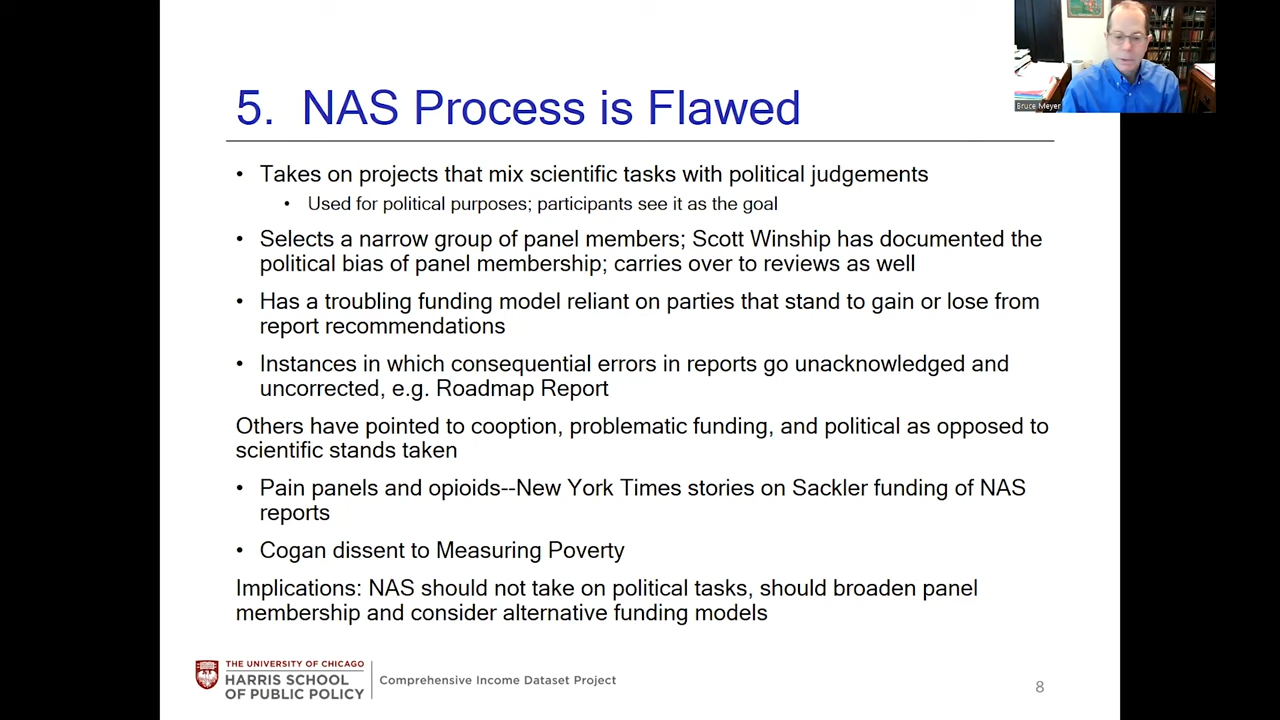 5. NAS Process is Flawed
Bruce Meyer
• Takes on projects that mix scientific tasks with political judgements
• Used for political purposes; participants see it as the goal
• Selects a narrow group of panel members; Scott Winship has documented the
political bias of panel membership; carries over to reviews as well
• Has a troubling funding model reliant on parties that stand to gain or lose from
report recommendations
• Instances in which consequential errors in reports go unacknowledged and
uncorrected, e.g. Roadmap Report
Others have pointed to cooption, problematic funding, and political as opposed to
scientific stands taken
• Pain panels and opioids--New York Times stories on Sackler funding of NAS
reports
• Cogan dissent to Measuring Poverty
Implications: NAS should not take on political tasks, should broaden panel
membership and consider alternative funding models
THE UNIVERSITY OF CHICAGO
HARRIS SCHOOL
OF PUBLIC POLICY
Comprehensive Income Dataset Project
8